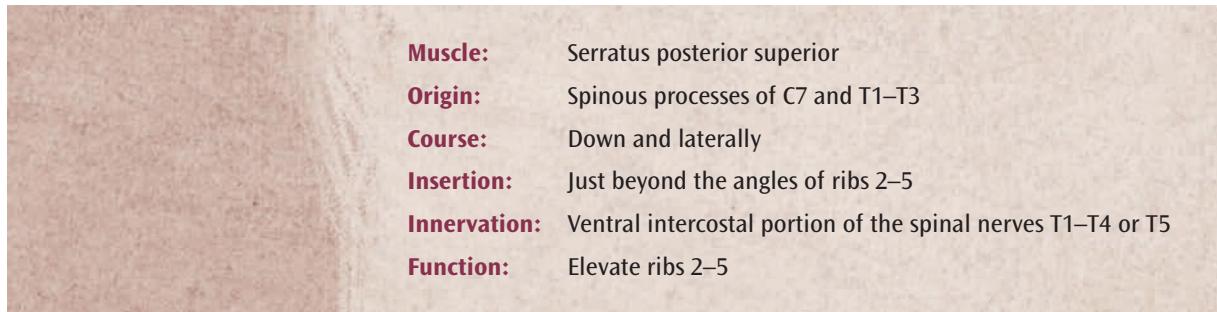 Muscle: Serratus posterior superior
Origin: Spinous processes of C7 and T1–T3
Course: Down and laterally
Insertion: Just beyond the angles of ribs 2–5
Innervation: Ventral intercostal portion of the spinal nerves T1–T4 or T5
Function: Elevate ribs 2–5